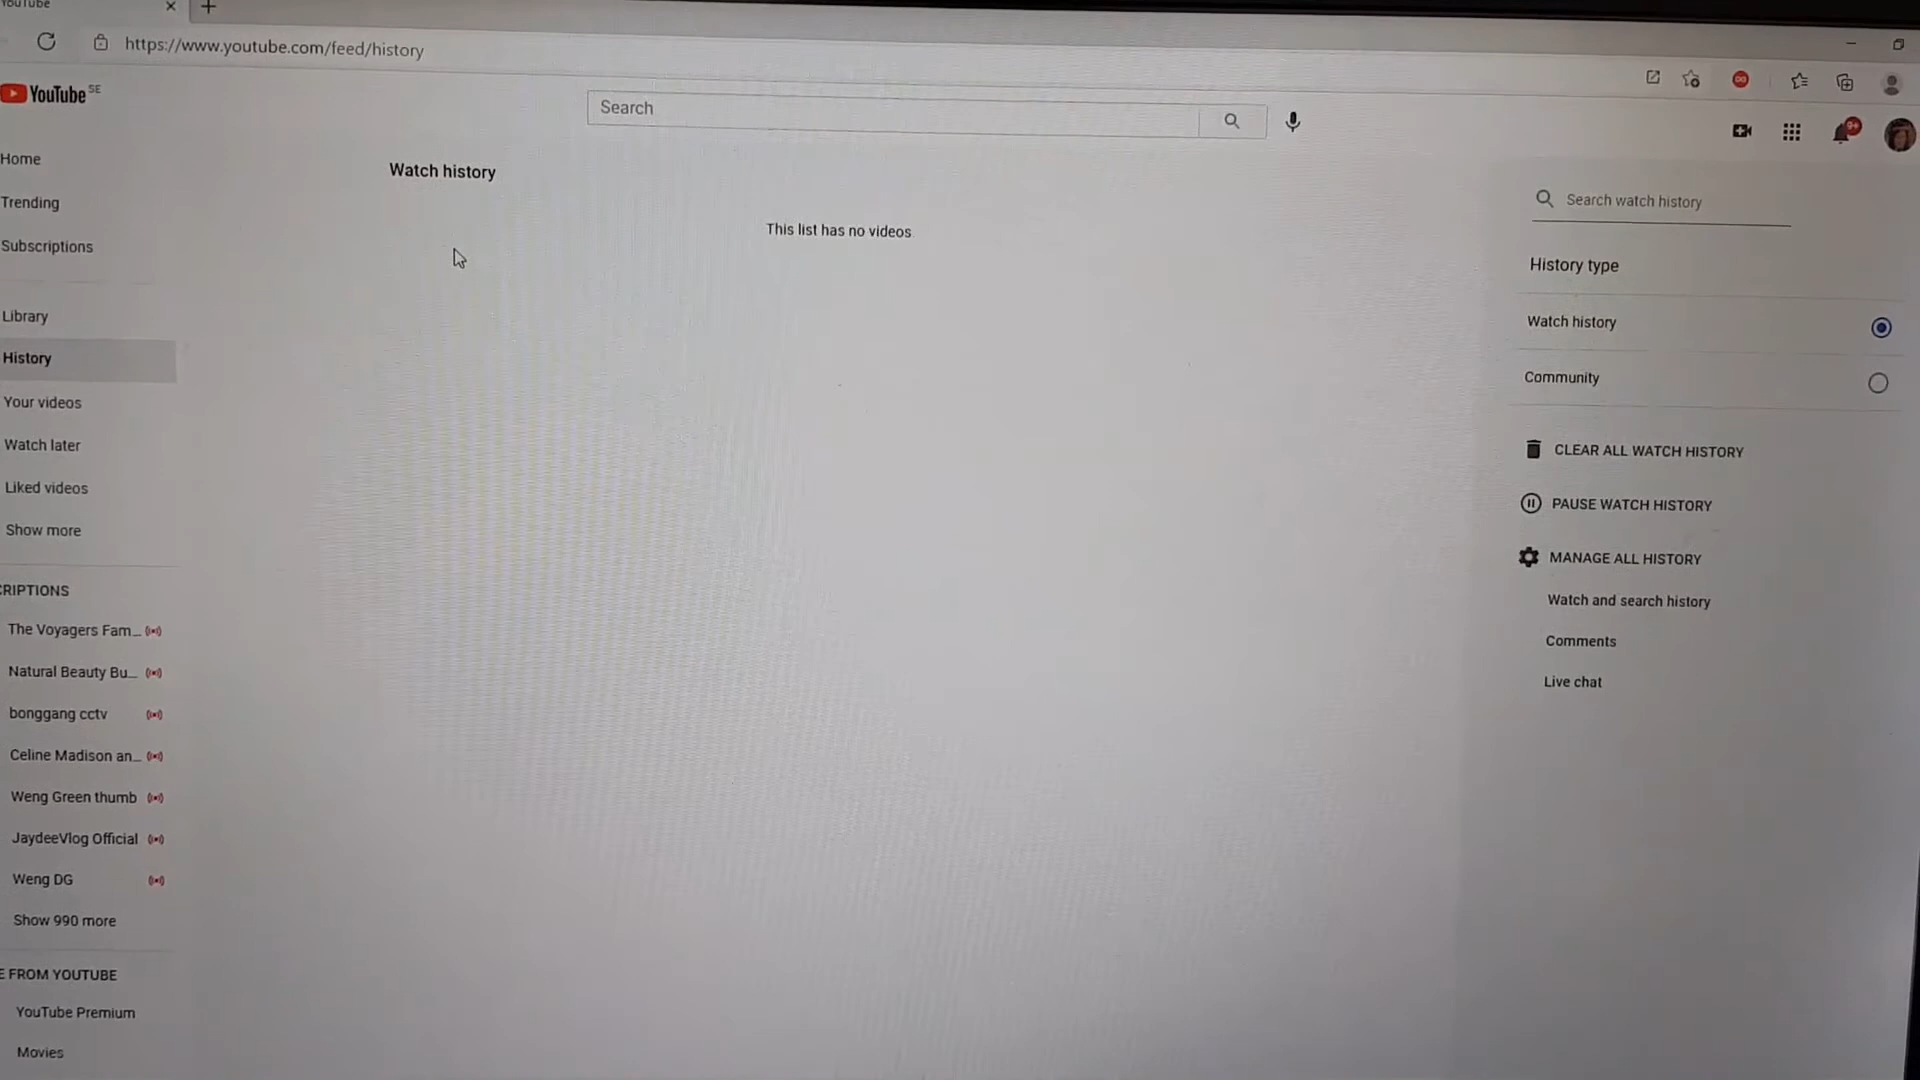 YouTube
https://www.youtube.com/feed/history
YouTube SE
Search
9+
Home
Trending
Subscriptions
Library
History
Your videos
Watch later
Liked videos
Show more
CRIPTIONS
The Voyagers Fam...
Natural Beauty Bu...
bonggang cctv
Celine Madison an...
Weng Green thumb
JaydeeVlog Official
Weng DG
Show 990 more
E FROM YOUTUBE
YouTube Premium
Movies
Watch history
This list has no videos
Search watch history
History type
Watch history
Community
CLEAR ALL WATCH HISTORY
PAUSE WATCH HISTORY
MANAGE ALL HISTORY
Watch and search history
Comments
Live chat